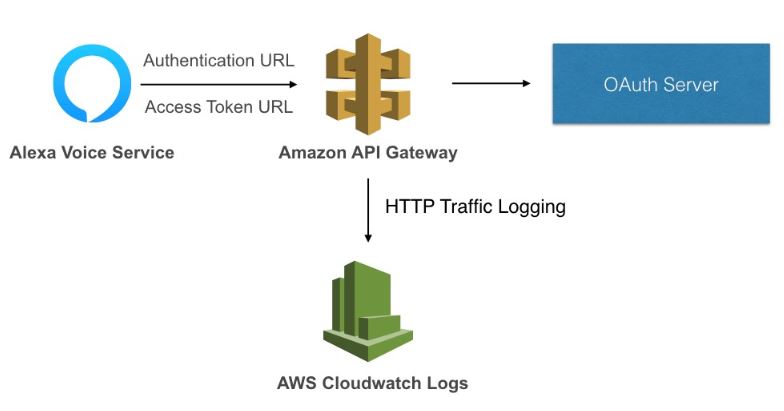 Authentication URL
Access Token URL
OAuth Server
Alexa Voice Service
Amazon API Gateway
HTTP Traffic Logging
AWS Cloudwatch Logs